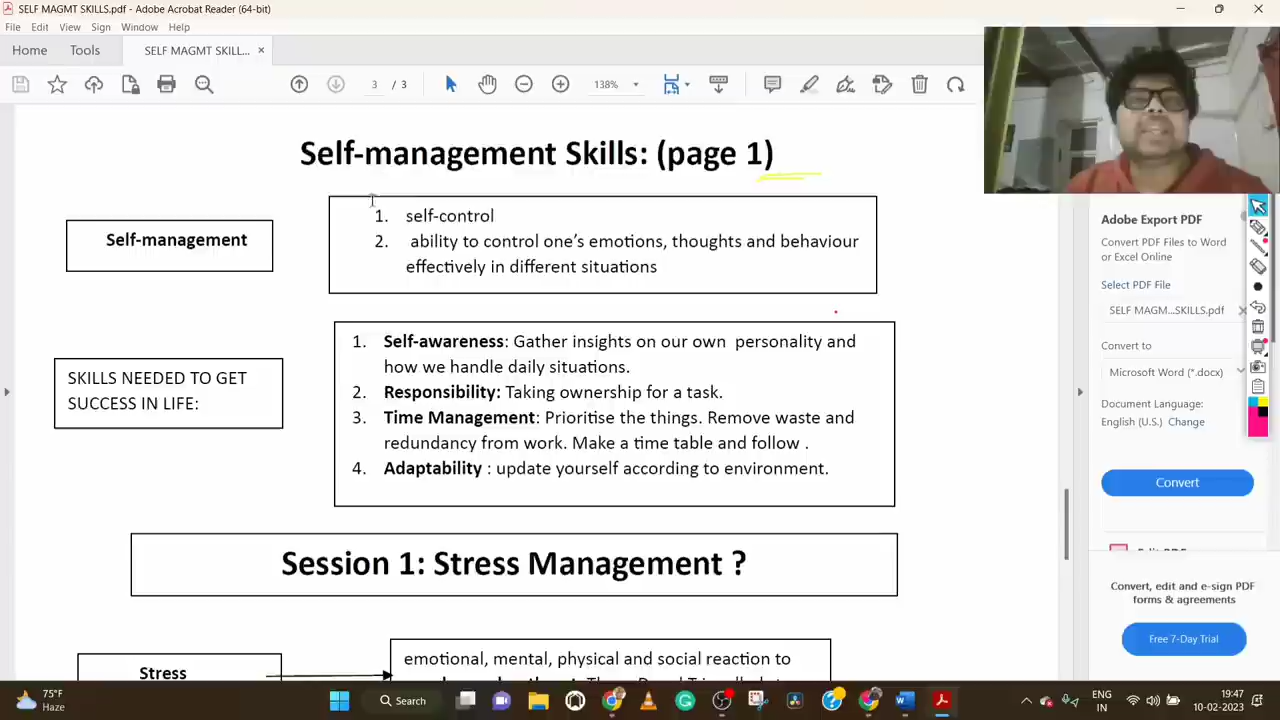 SELF MAGMT SKILLS.pdf - Adobe Acrobat Reader (64-bit)
File Edit View Sign Window Help
Home Tools SELF MAGMT SKILL... ×
3 / 3 138%
Self-management Skills: (page 1)
Self-management
1. self-control
2. ability to control one's emotions, thoughts and behaviour
effectively in different situations
SKILLS NEEDED TO GET
SUCCESS IN LIFE:
1. Self-awareness: Gather insights on our own personality and
how we handle daily situations.
2. Responsibility: Taking ownership for a task.
3. Time Management: Prioritise the things. Remove waste and
redundancy from work. Make a time table and follow .
4. Adaptability : update yourself according to environment.
Session 1: Stress Management ?
Stress
emotional, mental, physical and social reaction to
Adobe Export PDF
Convert PDF Files to Word
or Excel Online
Select PDF File
SELF MAGM...SKILLS.pdf
Convert to
Microsoft Word (*.docx)
Document Language:
English (U.S.) Change
Convert
Convert, edit and e-sign PDF
forms & agreements
Free 7-Day Trial
75°F
Haze
Search
ENG
IN
19:47
10-02-2023